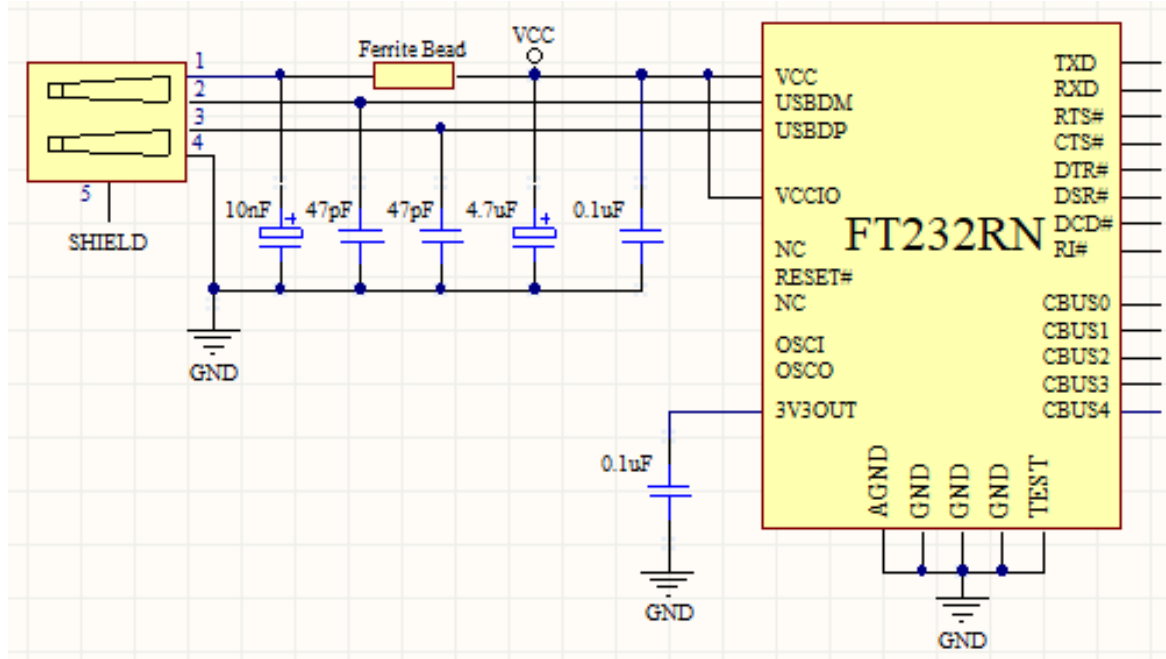 Ferrite Bead
VCC
1
2
3
4
5
SHIELD
10nF
+
47pF
47pF
4.7uF
+
0.1uF
GND
VCC
USBDM
USBDP
VCCIO
NC
RESET#
NC
OSCI
OSCO
3V3OUT
FT232RN
TXD
RXD
RTS#
CTS#
DTR#
DSR#
DCD#
RI#
CBUS0
CBUS1
CBUS2
CBUS3
CBUS4
AGND
GND
GND
GND
TEST
0.1uF
GND
GND